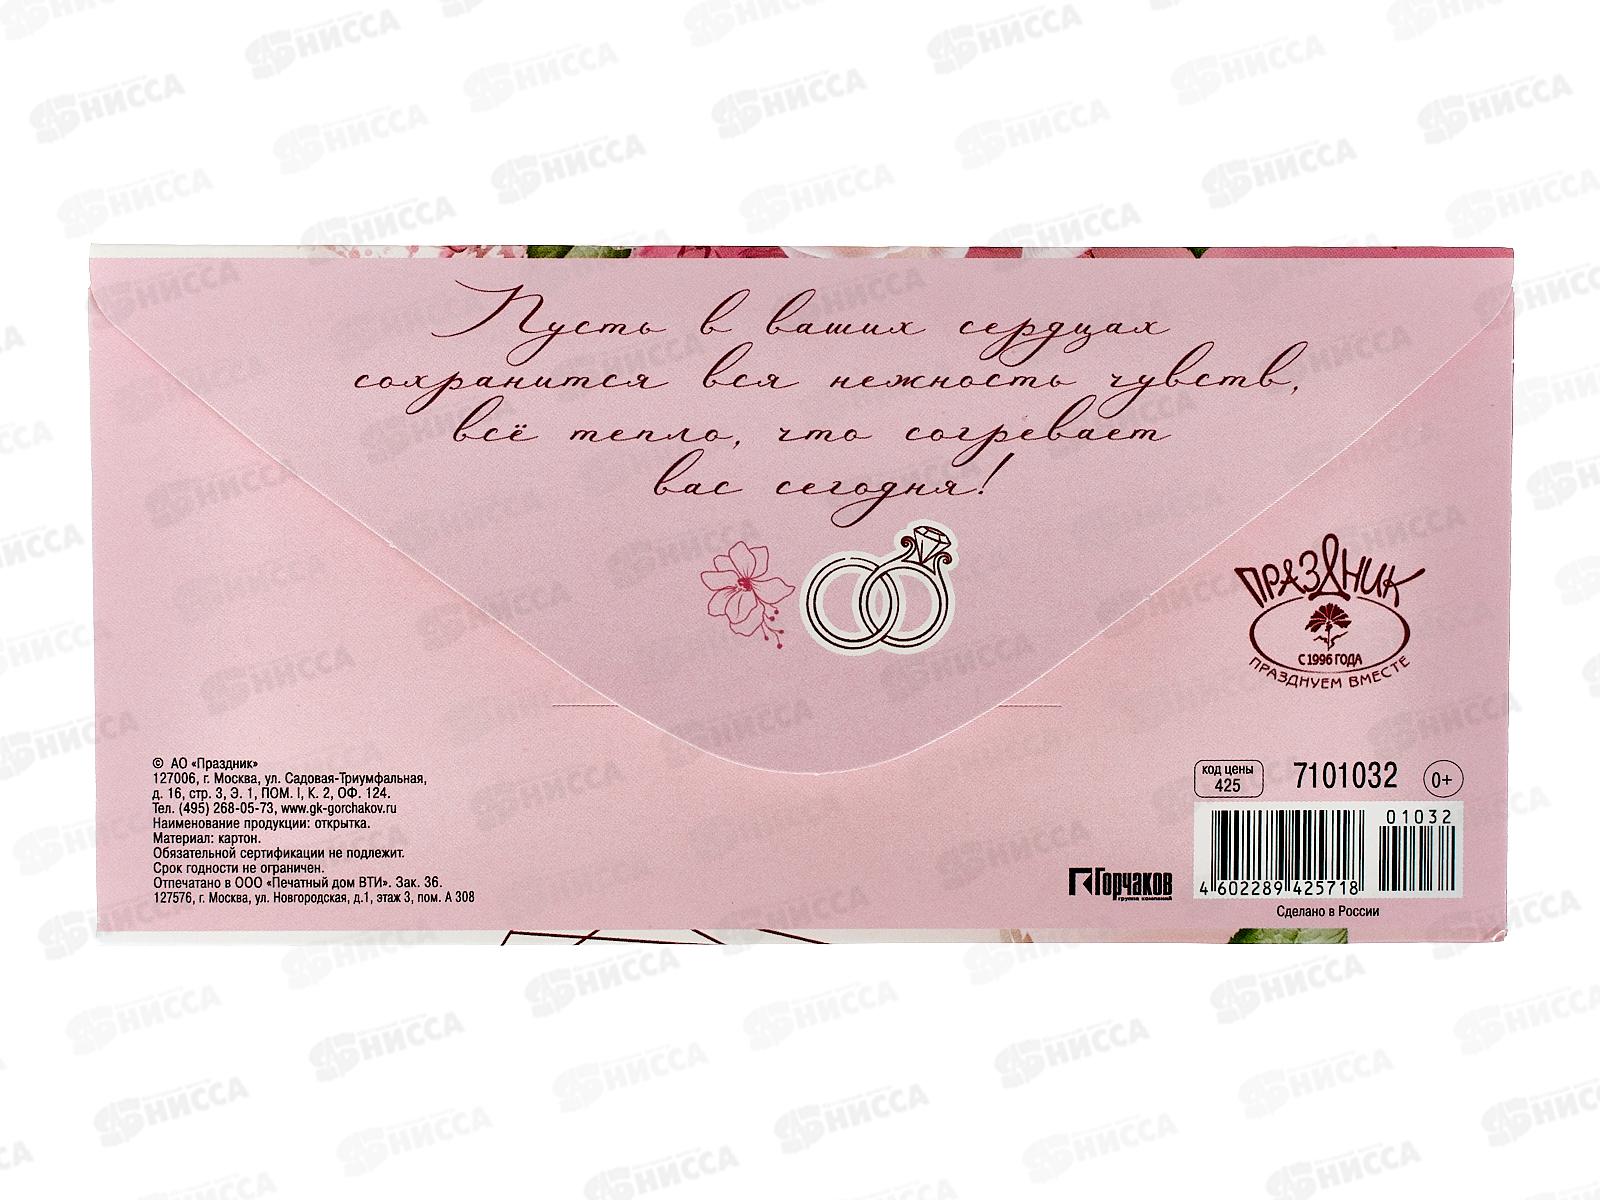 Пусть в ваших сердцах
сохранится вся нежность чувств,
всё тепло, что согревает
вас сегодня!
ПРАЗДНИК
С 1996 ГОДА
ПРАЗДНУЕМ ВМЕСТЕ
© АО «Праздник»
127006, г. Москва, ул. Садовая-Триумфальная,
д. 16, стр. 3, Э. 1, ПОМ. I, К. 2, ОФ. 124.
Тел. (495) 268-05-73, www.gk-gorchakov.ru
Наименование продукции: открытка.
Материал: картон.
Обязательной сертификации не подлежит.
Срок годности не ограничен.
Отпечатано в ООО «Печатный дом ВТИ». Зак. 36.
127576, г. Москва, ул. Новгородская, д.1, этаж 3, пом. А 308
Горчаков
группа компаний
код цены
425
7101032
0+
01032
4 602289 425718
Сделано в России